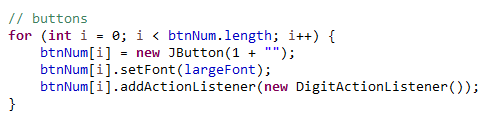 // buttons
for (int i = 0; i < btnNum.length; i++) {
    btnNum[i] = new JButton(1 + "");
    btnNum[i].setFont(largeFont);
    btnNum[i].addActionListener(new DigitActionListener());
}